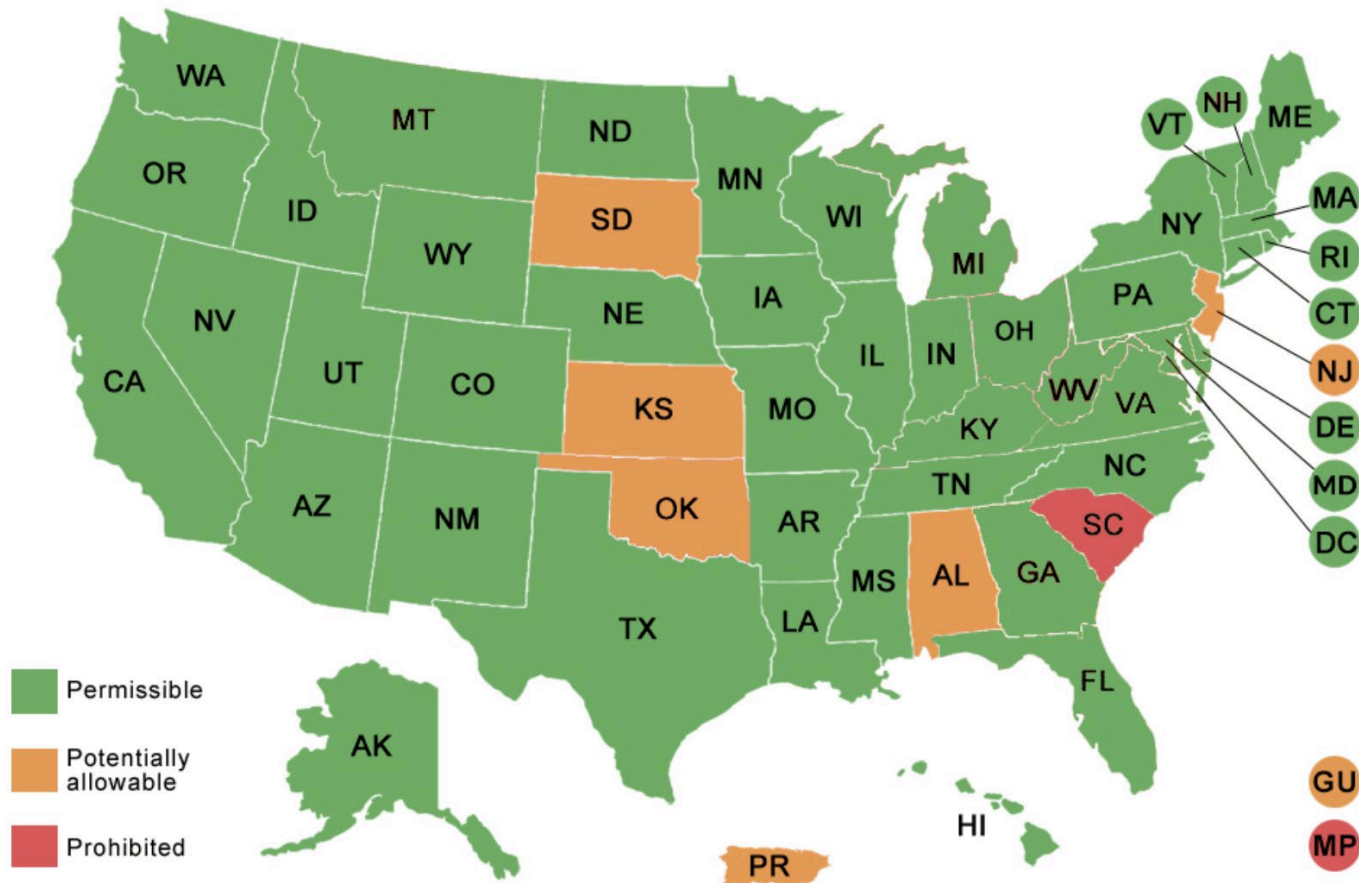 WA
MT
ND
MN
VT
NH
ME
OR
ID
SD
WI
MI
NY
MA
RI
WY
IA
PA
CT
NV
NE
IL
IN
OH
NJ
CA
UT
CO
KS
MO
WV
VA
DE
KY
NC
MD
AZ
NM
OK
AR
TN
SC
DC
MS
AL
GA
TX
LA
FL
Permissible
AK
Potentially
allowable
GU
HI
Prohibited
PR
MP